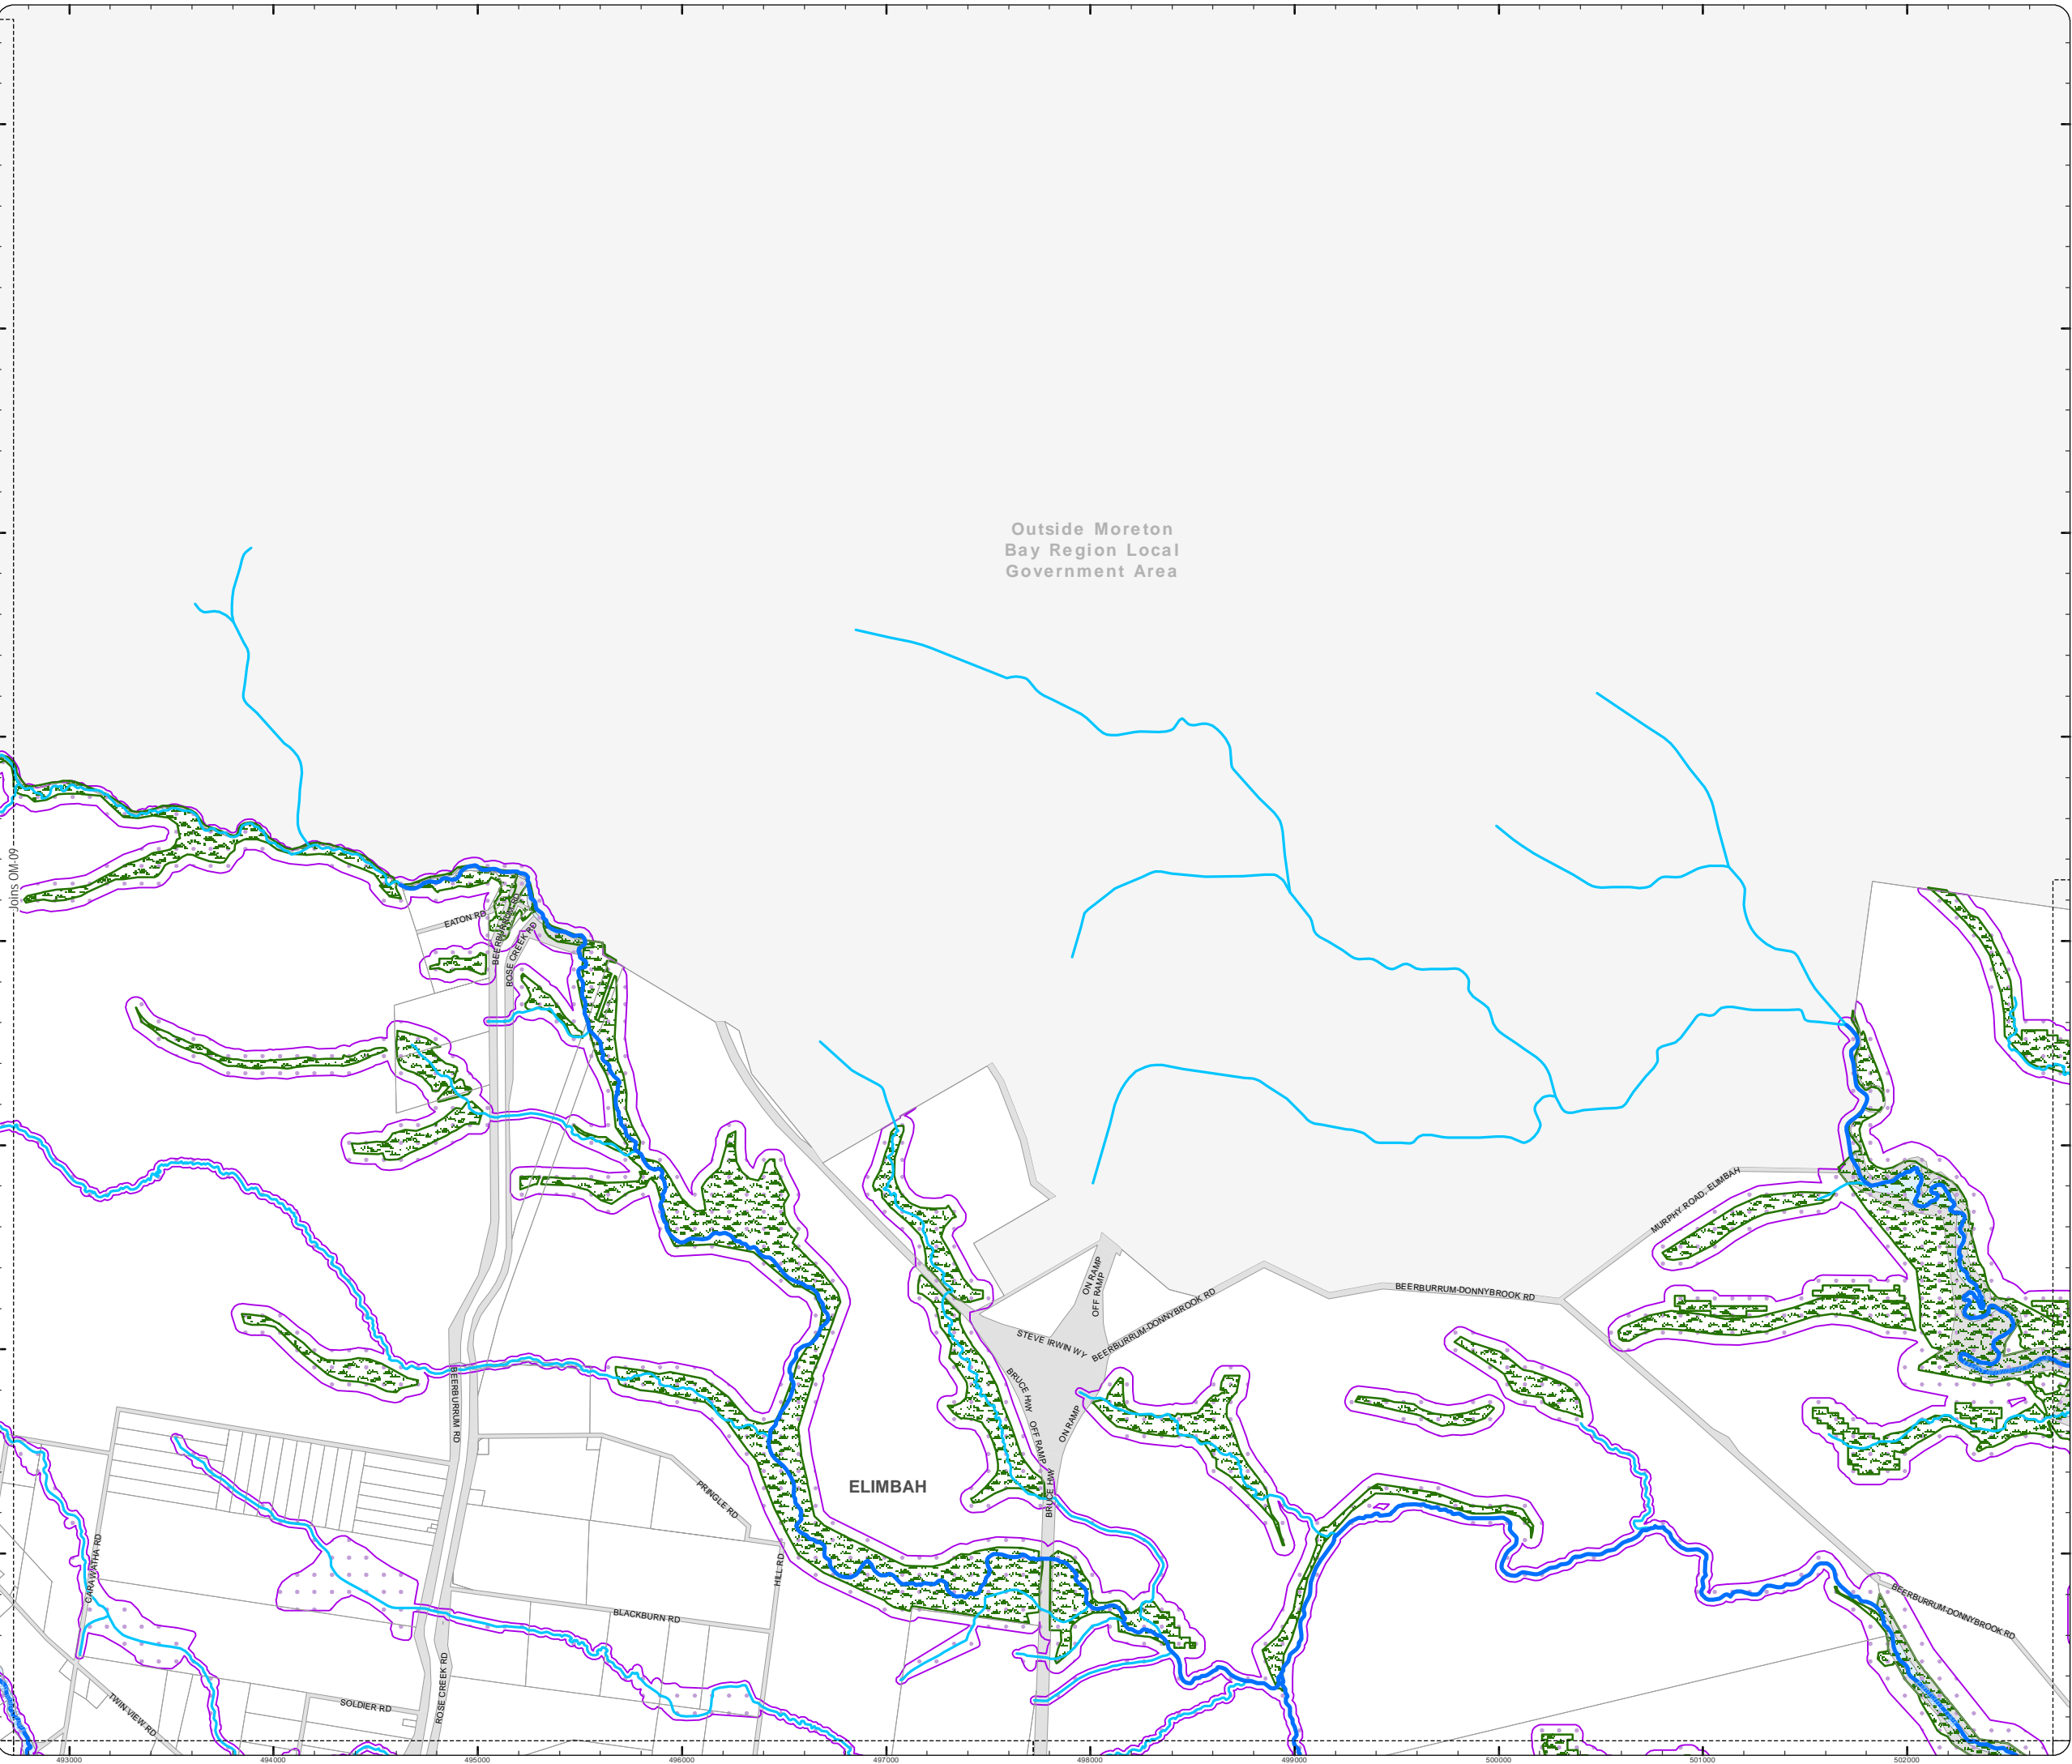 Outside Moreton
Bay Region Local
Government Area
Joins OM-09
EATON RD
ROSE CREEK RD
MURPHY ROAD, ELIMBAH
ON RAMP
OFF RAMP
BEERBURRUM-DONNYBROOK RD
BEERBURRUM-DONNYBROOK RD
STEVE IRWIN WY
BRUCE HWY
OFF RAMP
ON RAMP
BEERBURRUM RD
PRINGLE RD
ELIMBAH
BRUCE HWY
CARAWATHA RD
HILL RD
BLACKBURN RD
BEERBURRUM-DONNYBROOK RD
ROSE CREEK RD
SOLDIER RD
TWIN VIEW RD
493000
494000
495000
496000
497000
498000
499000
500000
501000
502000